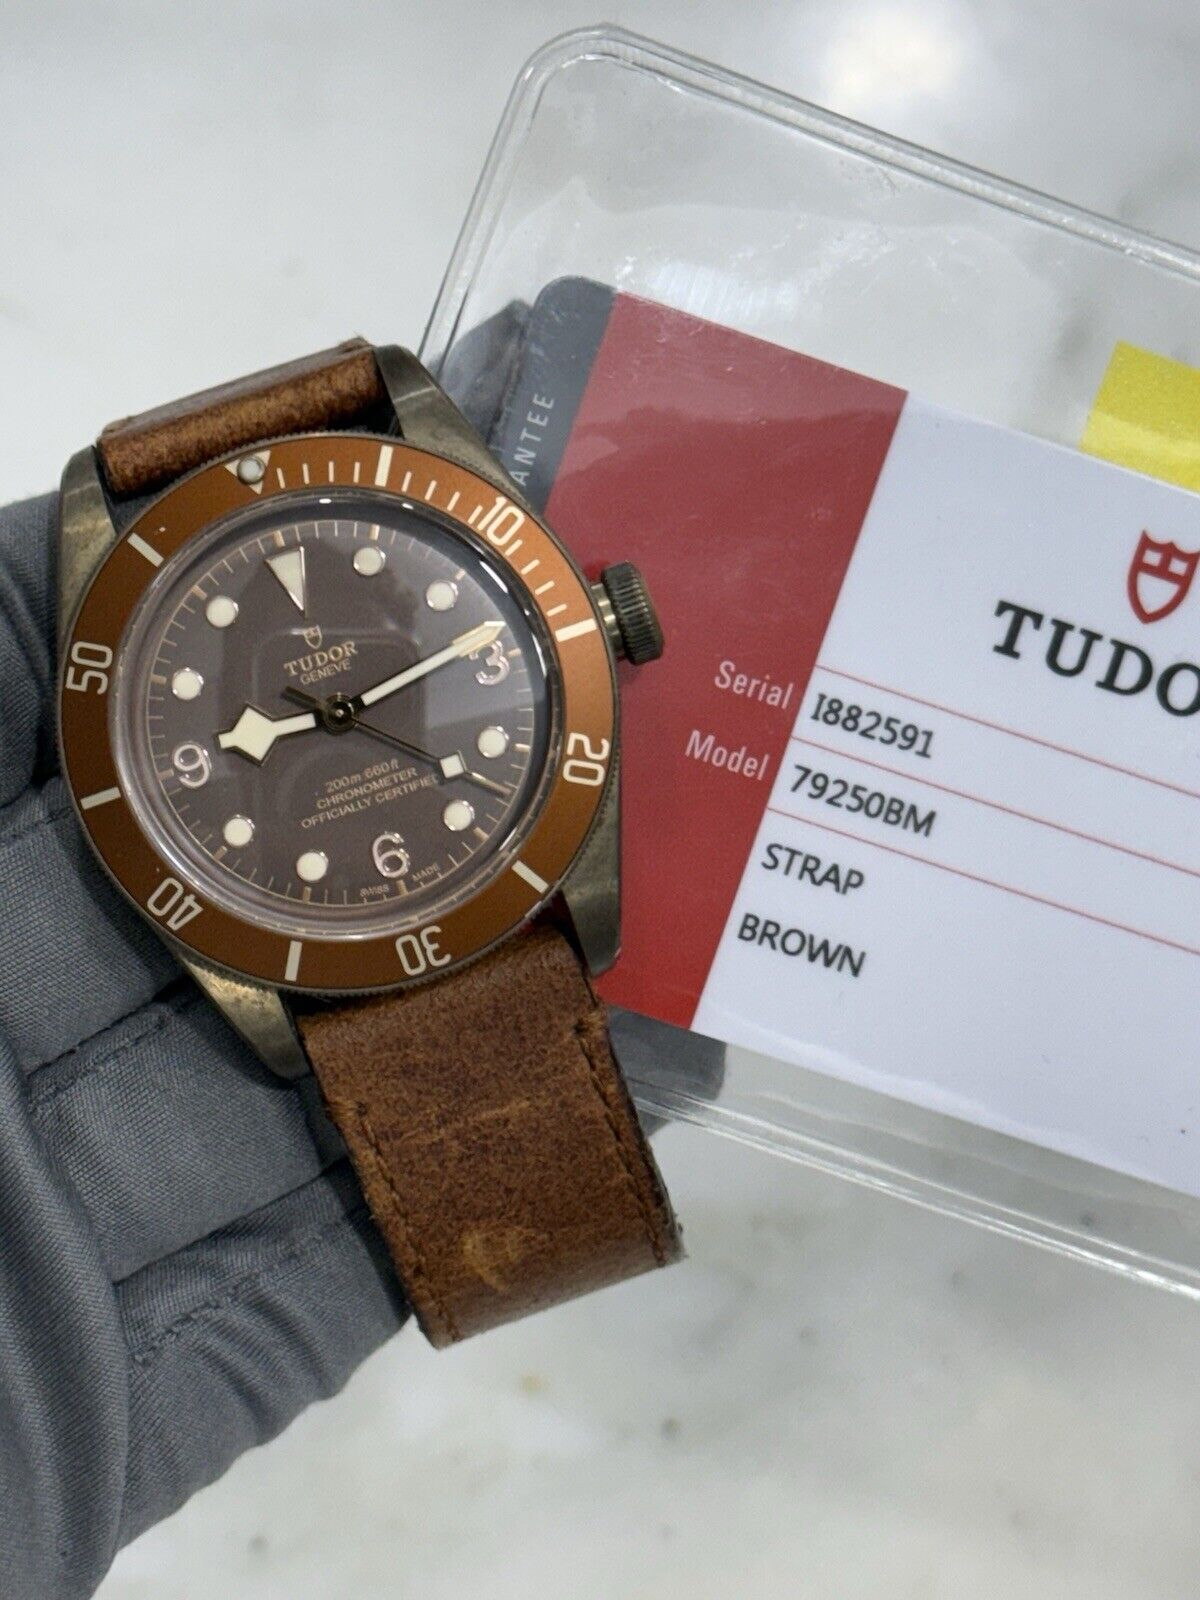 10
20
30
40
50
TUDOR
GENEVE
3
9
6
200m:660ft
CHRONOMETER
OFFICIALLY CERTIFIED
SWISS MADE
ANTEE
TUDO
Serial I882591
Model 79250BM
STRAP
BROWN